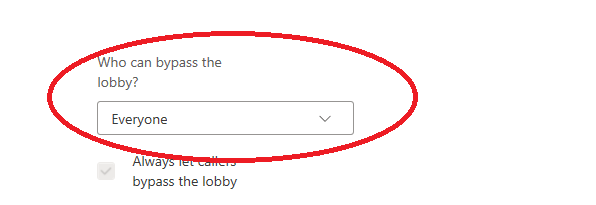 Who can bypass the
lobby?
Everyone
Always let callers
bypass the lobby